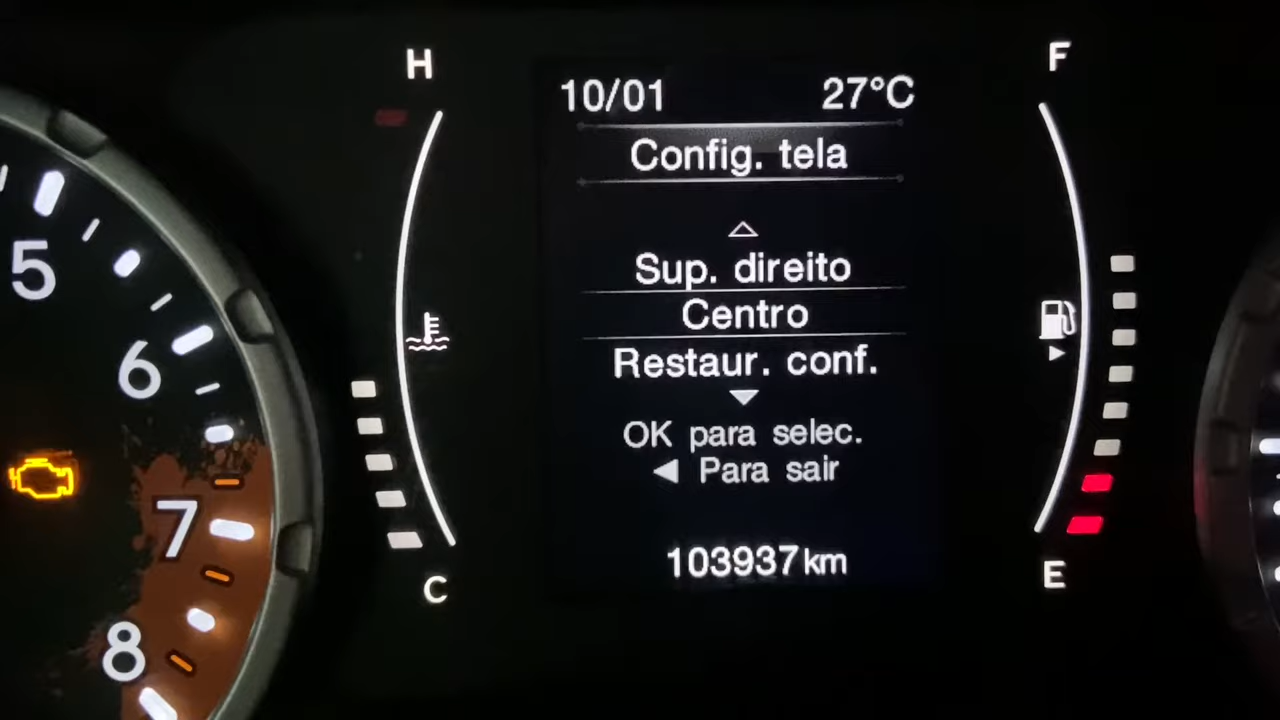 H
F
10/01 27°C
Config. tela
Sup. direito
Centro
Restaur. conf.
OK para selec.
◀ Para sair
103937km
C
E
5
6
7
8